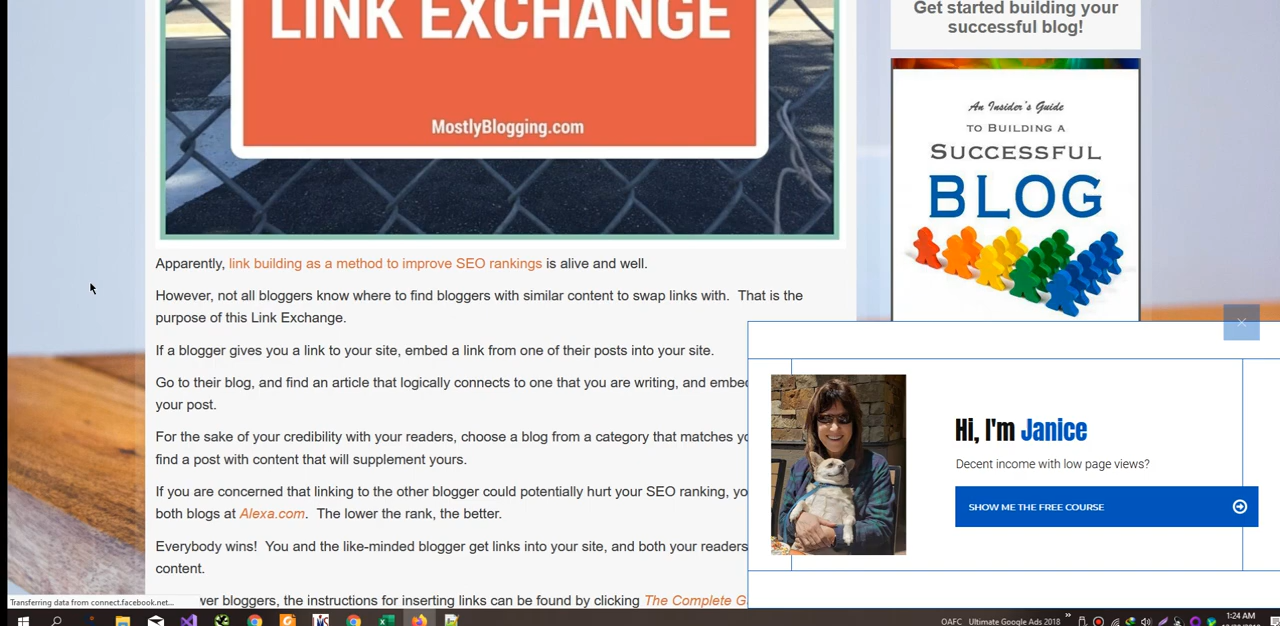 LINK EXCHANGE
MostlyBlogging.com
Get started building your
successful blog!
An Insider's Guide
TO BUILDING A
SUCCESSFUL
BLOG
Apparently, link building as a method to improve SEO rankings is alive and well.
However, not all bloggers know where to find bloggers with similar content to swap links with. That is the
purpose of this Link Exchange.
If a blogger gives you a link to your site, embed a link from one of their posts into your site.
Go to their blog, and find an article that logically connects to one that you are writing, and embed
your post.
For the sake of your credibility with your readers, choose a blog from a category that matches yo
find a post with content that will supplement yours.
If you are concerned that linking to the other blogger could potentially hurt your SEO ranking, yo
both blogs at Alexa.com. The lower the rank, the better.
Everybody wins! You and the like-minded blogger get links into your site, and both your readers
content.
ver bloggers, the instructions for inserting links can be found by clicking The Complete G
Hi, I'm Janice
Decent income with low page views?
SHOW ME THE FREE COURSE
Transferring data from connect.facebook.net...
OAFC Ultimate Google Ads 2018
1:24 AM